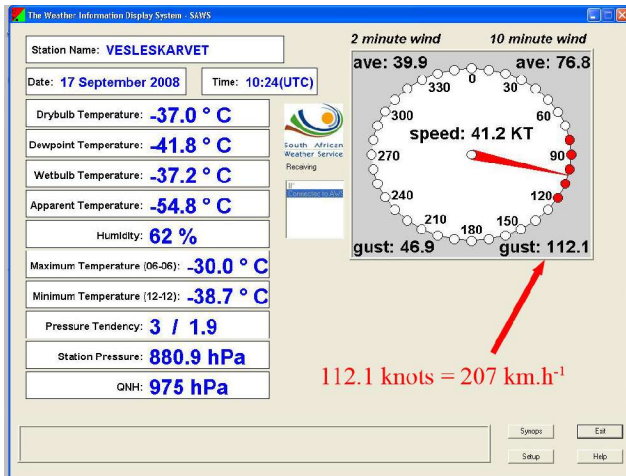 The Weather Information Display System - SAWS
Station Name: VESLESKARVET
Date: 17 September 2008 Time: 10:24(UTC)
Drybulb Temperature: -37.0 ° C
Dewpoint Temperature: -41.8 ° C
Wetbulb Temperature: -37.2 ° C
Apparent Temperature: -54.8 ° C
Humidity: 62 %
Maximum Temperature (06-06): -30.0 ° C
Minimum Temperature (12-12): -38.7 ° C
Pressure Tendency: 3 / 1.9
Station Pressure: 880.9 hPa
QNH: 975 hPa
South African
Weather Service
Receiving
Connected to AWS
2 minute wind 10 minute wind
ave: 39.9 ave: 76.8
330 0 30
300 60
speed: 41.2 KT
270 90
240 120
210 180 150
gust: 46.9 gust: 112.1
112.1 knots = 207 km.h-1
Synops Exit
Setup Help